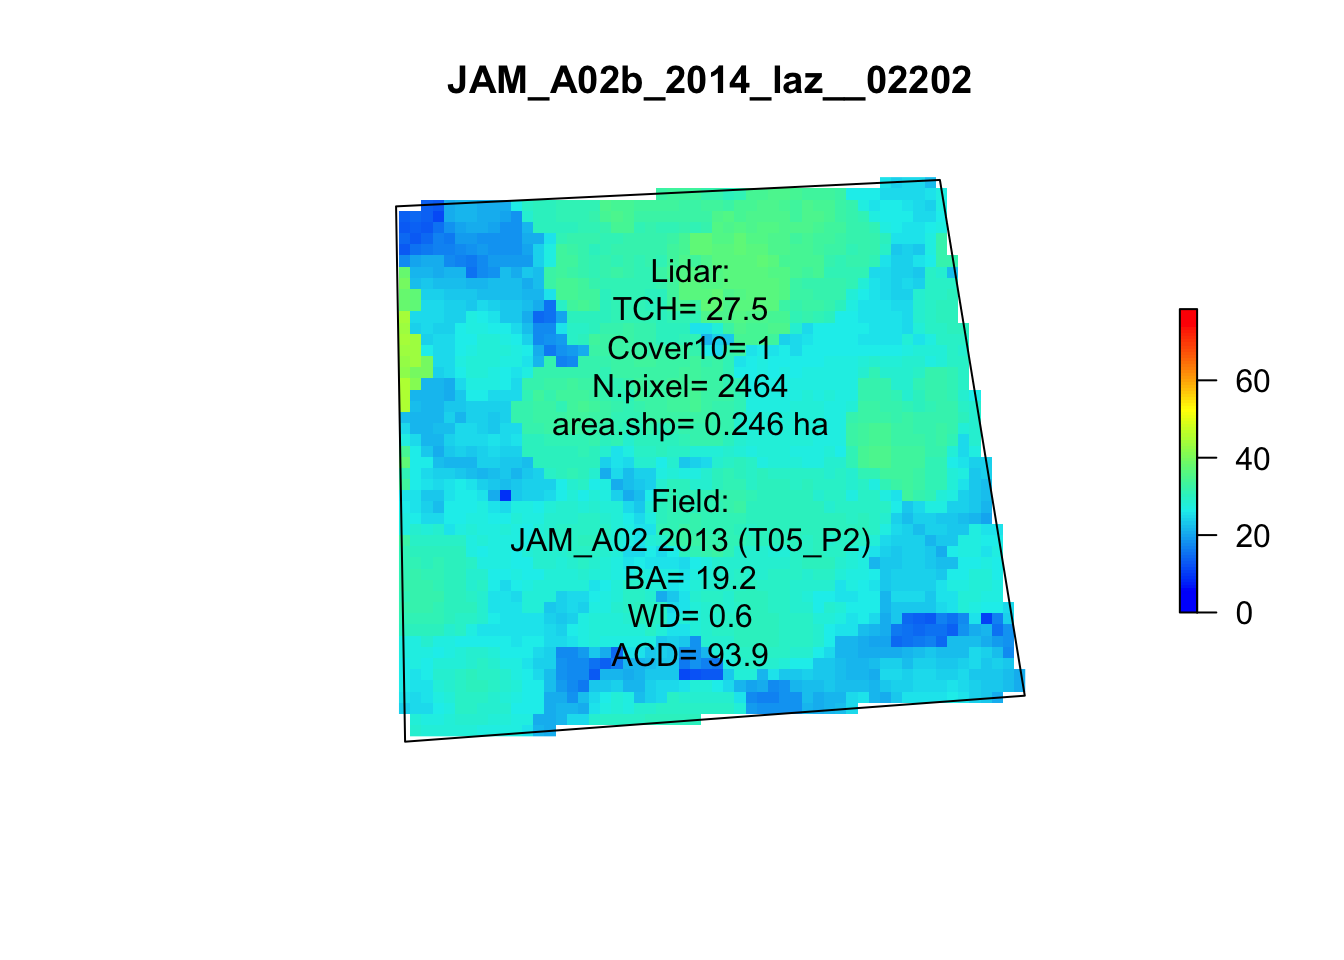 JAM_A02b_2014_laz__02202
Lidar:
TCH= 27.5
Cover10= 1
N.pixel= 2464
area.shp= 0.246 ha
Field:
JAM_A02 2013 (T05_P2)
BA= 19.2
WD= 0.6
ACD= 93.9
60
40
20
0